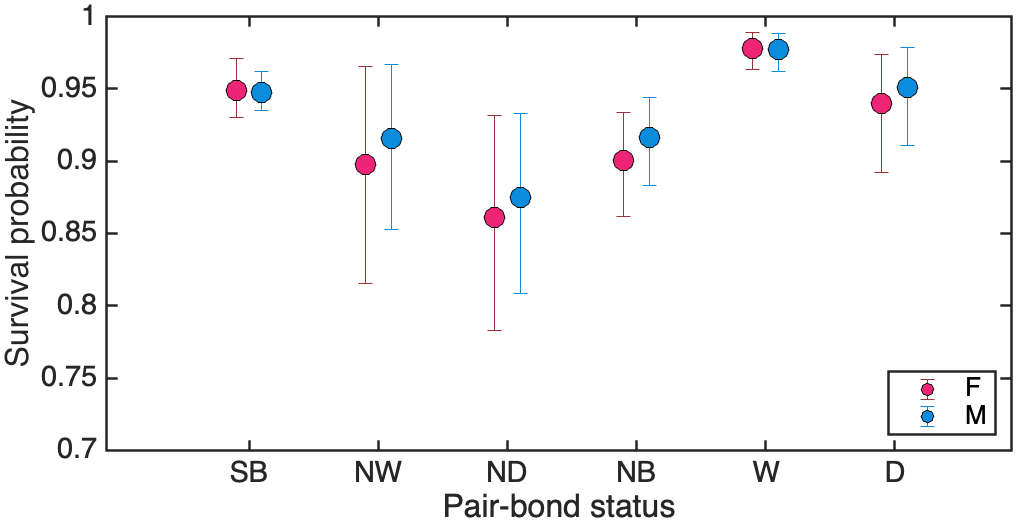 1
0.95
0.9
0.85
0.8
0.75
0.7
Survival probability
SB NW ND NB W D
Pair-bond status
F
M